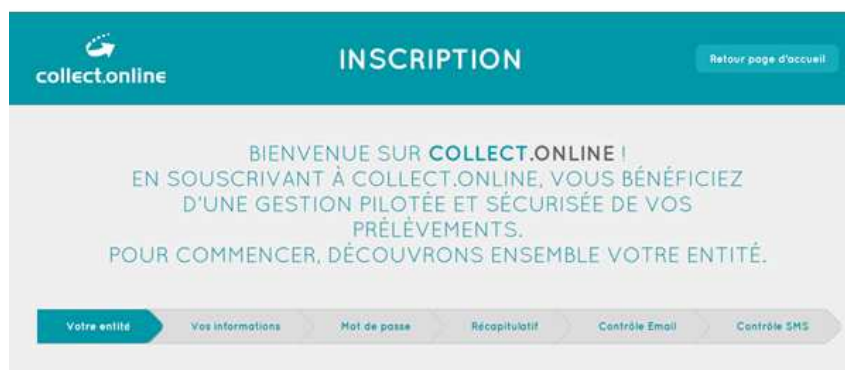 collect.online
INSCRIPTION
Retour page d'accueil
BIENVENUE SUR COLLECT.ONLINE !
EN SOUSCRIVANT À COLLECT.ONLINE, VOUS BÉNÉFICIEZ
D'UNE GESTION PILOTÉE ET SÉCURISÉE DE VOS
PRÉLÉVEMENTS.
POUR COMMENCER, DÉCOUVRONS ENSEMBLE VOTRE ENTITÉ.
Votre entité
Vos informations
Mot de passe
Récapitulatif
Contrôle Email
Contrôle SMS